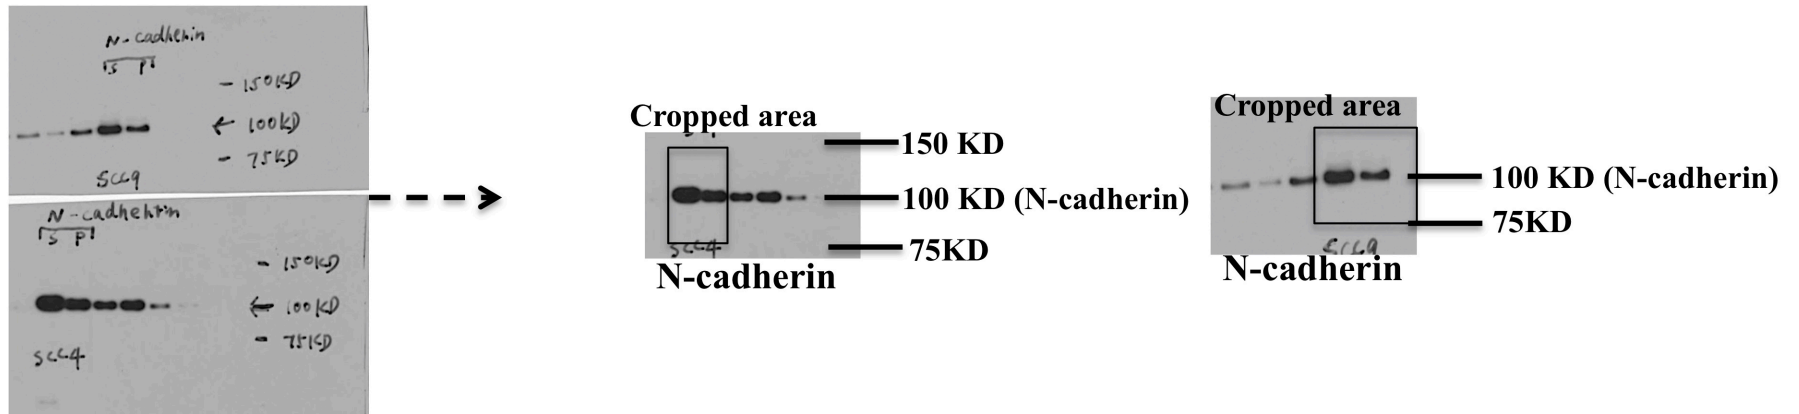 N-cadherin
S P
- 150KD
← 100KD
- 75KD
SCC9
N-cadhehrin
S P
- 150KD
← 100KD
- 75KD
SCC4
Cropped area
150 KD
100 KD (N-cadherin)
75KD
SCC4
N-cadherin
Cropped area
100 KD (N-cadherin)
75KD
SCC9
N-cadherin